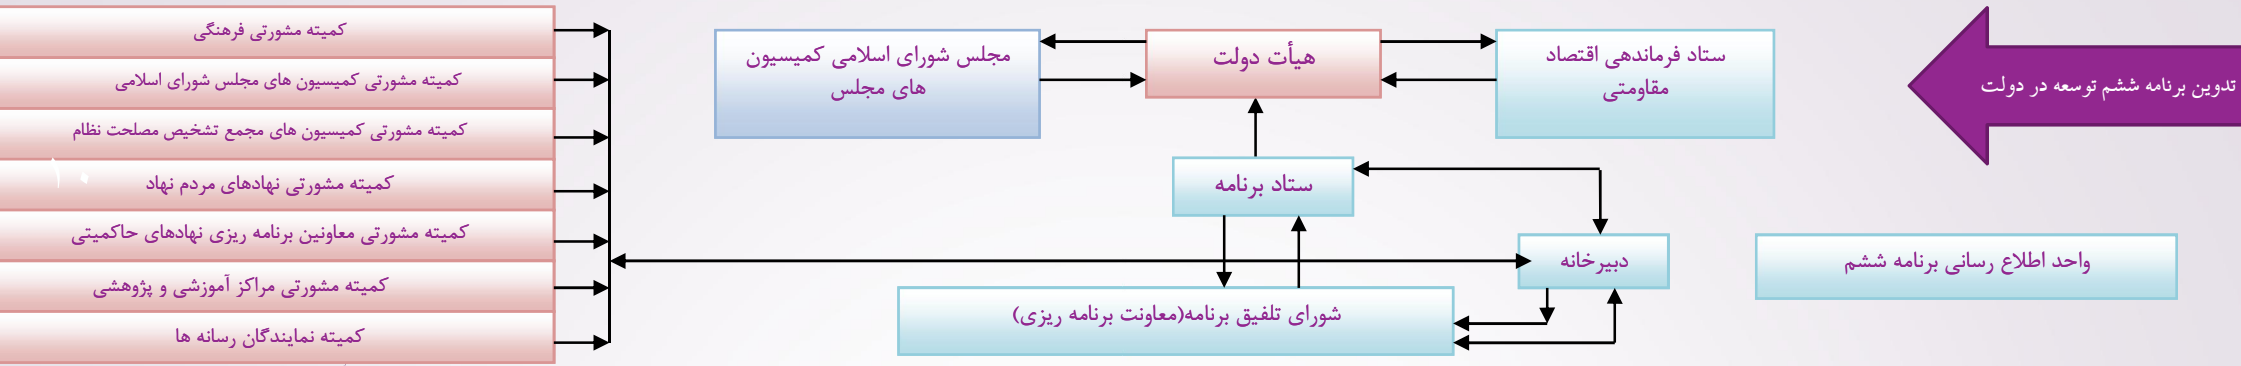 تدوین برنامه ششم توسعه در دولت
ستاد فرماندهی اقتصاد
مقاومتی
هیأت دولت
مجلس شورای اسلامی کمیسیون
های مجلس
ستاد برنامه
واحد اطلاع رسانی برنامه ششم
دبیرخانه
شورای تلفیق برنامه(معاونت برنامه ریزی)
کمیته مشورتی فرهنگی
کمیته مشورتی کمیسیون های مجلس شورای اسلامی
کمیته مشورتی کمیسیون های مجمع تشخیص مصلحت نظام
کمیته مشورتی نهادهای مردم نهاد
کمیته مشورتی معاونین برنامه ریزی نهادهای حاکمیتی
کمیته مشورتی مراکز آموزشی و پژوهشی
کمیته نمایندگان رسانه ها
۱۰